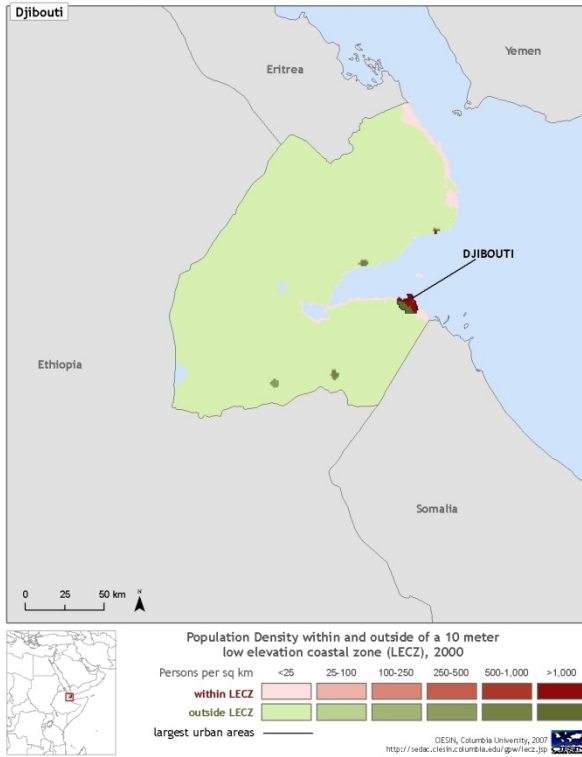 Djibouti
Yemen
Eritrea
DJIBOUTI
Ethiopia
Somalia
0 25 50 km
N
Population Density within and outside of a 10 meter
low elevation coastal zone (LECZ), 2000
Persons per sq km <25 25-100 100-250 250-500 500-1,000 >1,000
within LECZ
outside LECZ
largest urban areas
CIESIN, Columbia University, 2007
http://sedac.ciesin.columbia.edu/gpw/lecz.jsp